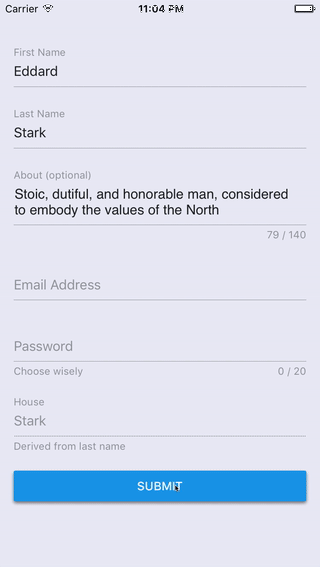 Carrier 11:04 PM
First Name
Eddard
Last Name
Stark
About (optional)
Stoic, dutiful, and honorable man, considered
to embody the values of the North
79 / 140
Email Address
Password
Choose wisely 0 / 20
House
Stark
Derived from last name
SUBMIT